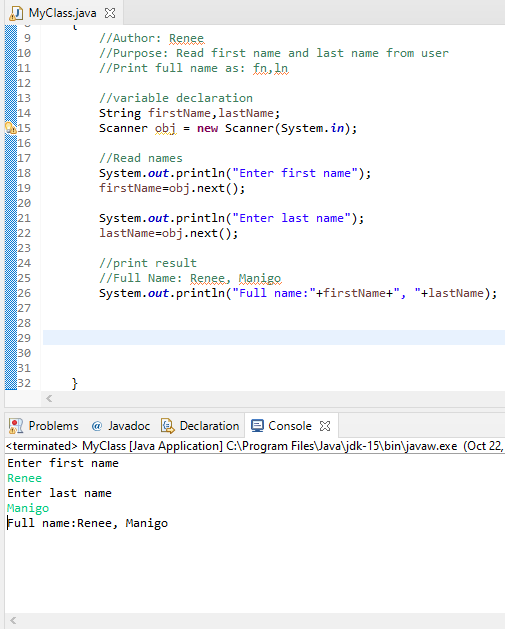 MyClass.java
8 {
9 //Author: Renee
10 //Purpose: Read first name and last name from user
11 //Print full name as: fn,ln
12
13 //variable declaration
14 String firstName,lastName;
15 Scanner obj = new Scanner(System.in);
16
17 //Read names
18 System.out.println("Enter first name");
19 firstName=obj.next();
20
21 System.out.println("Enter last name");
22 lastName=obj.next();
23
24 //print result
25 //Full Name: Renee, Manigo
26 System.out.println("Full name:"+firstName+", "+lastName);
27
28
29
30
31
32 }
Problems @ Javadoc Declaration Console
<terminated> MyClass [Java Application] C:\Program Files\Java\jdk-15\bin\javaw.exe (Oct 22,
Enter first name
Renee
Enter last name
Manigo
Full name:Renee, Manigo